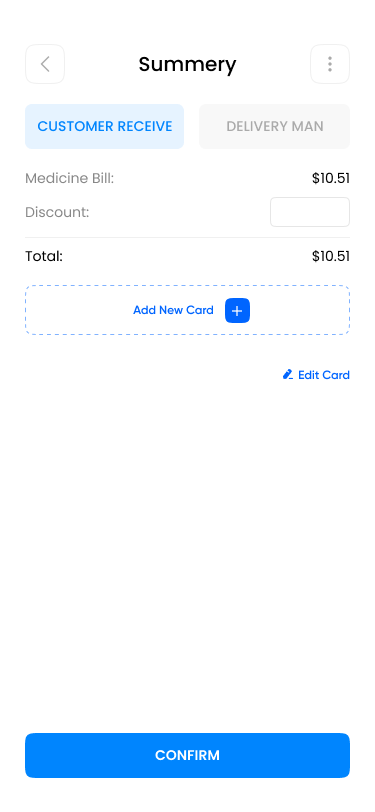 Summery
CUSTOMER RECEIVE DELIVERY MAN
Medicine Bill: $10.51
Discount:
Total: $10.51
Add New Card
Edit Card
CONFIRM